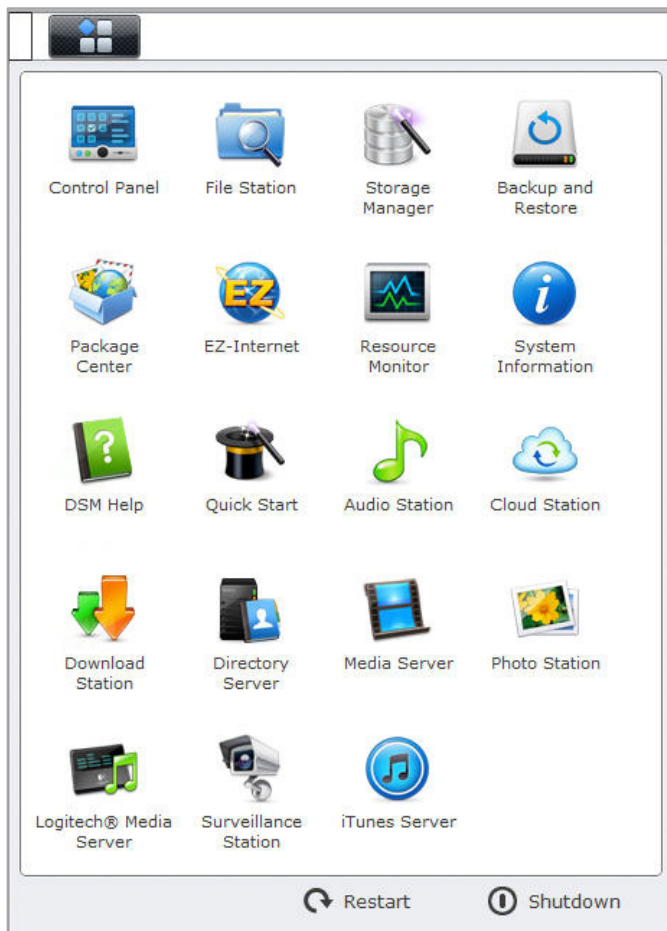 Control Panel
File Station
Storage
Manager
Backup and
Restore
Package
Center
EZ
EZ-Internet
Resource
Monitor
i
System
Information
?
DSM Help
Quick Start
Audio Station
Cloud Station
Download
Station
Directory
Server
Media Server
Photo Station
Logitech® Media
Server
Surveillance
Station
iTunes Server
Restart
Shutdown